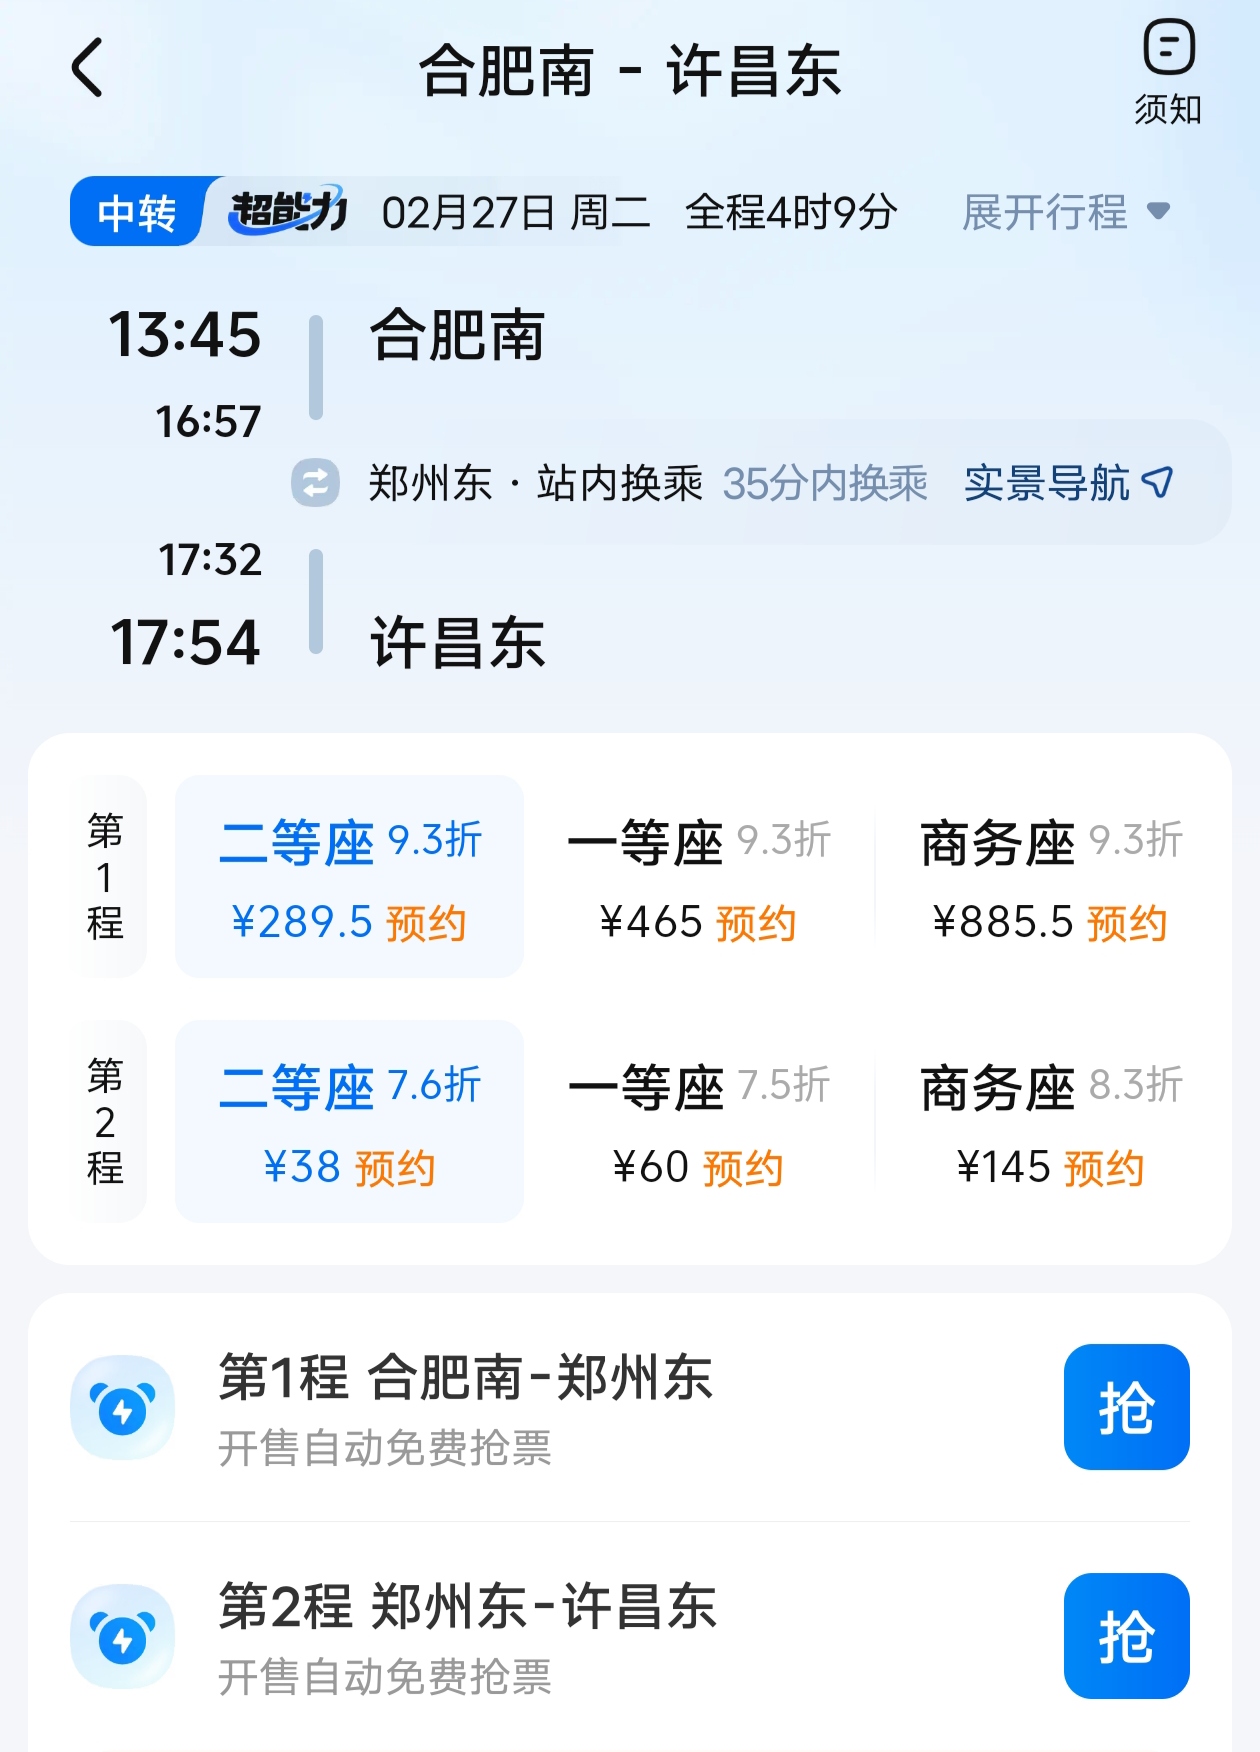 合肥南 - 许昌东
须知
中转 超能力 02月27日 周二 全程4时9分 展开行程
13:45 合肥南
16:57
郑州东 · 站内换乘 35分内换乘 实景导航
17:32
17:54 许昌东
第1程
二等座 9.3折 一等座 9.3折 商务座 9.3折
¥289.5 预约 ¥465 预约 ¥885.5 预约
第2程
二等座 7.6折 一等座 7.5折 商务座 8.3折
¥38 预约 ¥60 预约 ¥145 预约
第1程 合肥南-郑州东
开售自动免费抢票
抢
第2程 郑州东-许昌东
开售自动免费抢票
抢